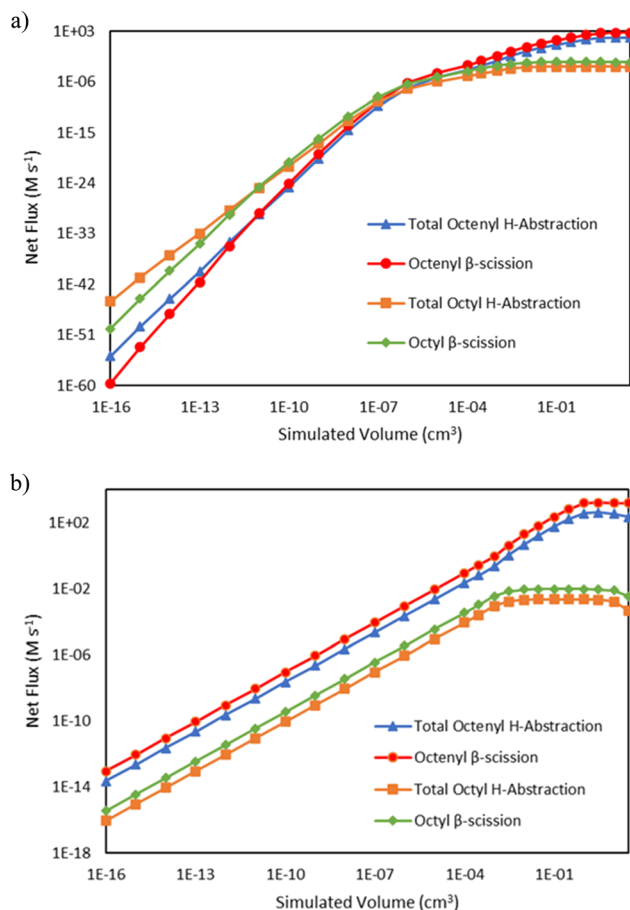 a)
1E+03
1E-06
1E-15
1E-24
1E-33
1E-42
1E-51
1E-60
Net Flux (M s⁻¹)
Total Octenyl H-Abstraction
Octenyl β-scission
Total Octyl H-Abstraction
Octyl β-scission
1E-16 1E-13 1E-10 1E-07 1E-04 1E-01
Simulated Volume (cm³)
b)
1E+02
1E-02
1E-06
1E-10
1E-14
1E-18
Net Flux (M s⁻¹)
Total Octenyl H-Abstraction
Octenyl β-scission
Total Octyl H-Abstraction
Octyl β-scission
1E-16 1E-13 1E-10 1E-07 1E-04 1E-01
Simulated Volume (cm³)